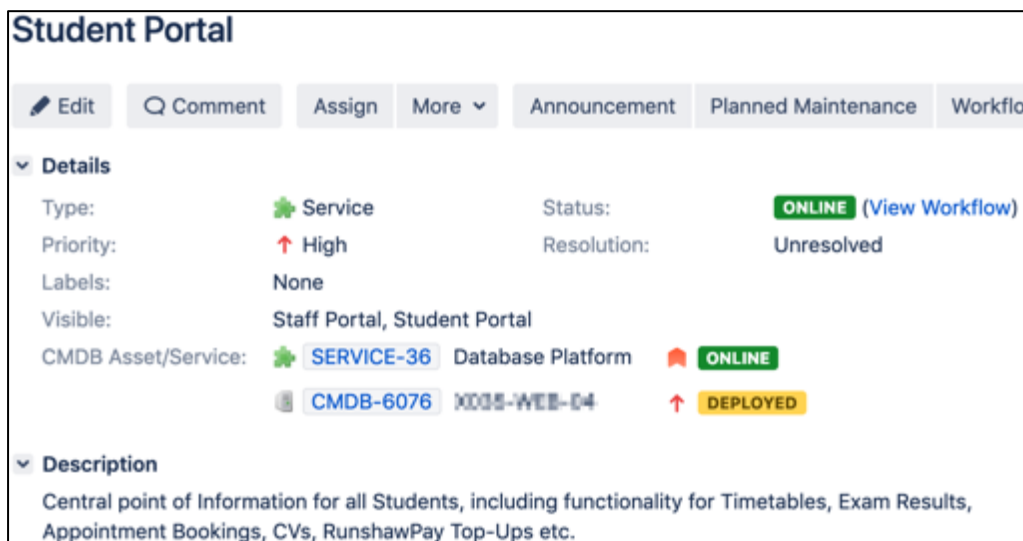 Student Portal
Edit Comment Assign More Announcement Planned Maintenance Workflo
Details
Type: Service Status: ONLINE (View Workflow)
Priority: High Resolution: Unresolved
Labels: None
Visible: Staff Portal, Student Portal
CMDB Asset/Service: SERVICE-36 Database Platform ONLINE
CMDB-6076 DEPLOYED
Description
Central point of Information for all Students, including functionality for Timetables, Exam Results,
Appointment Bookings, CVs, RunshawPay Top-Ups etc.